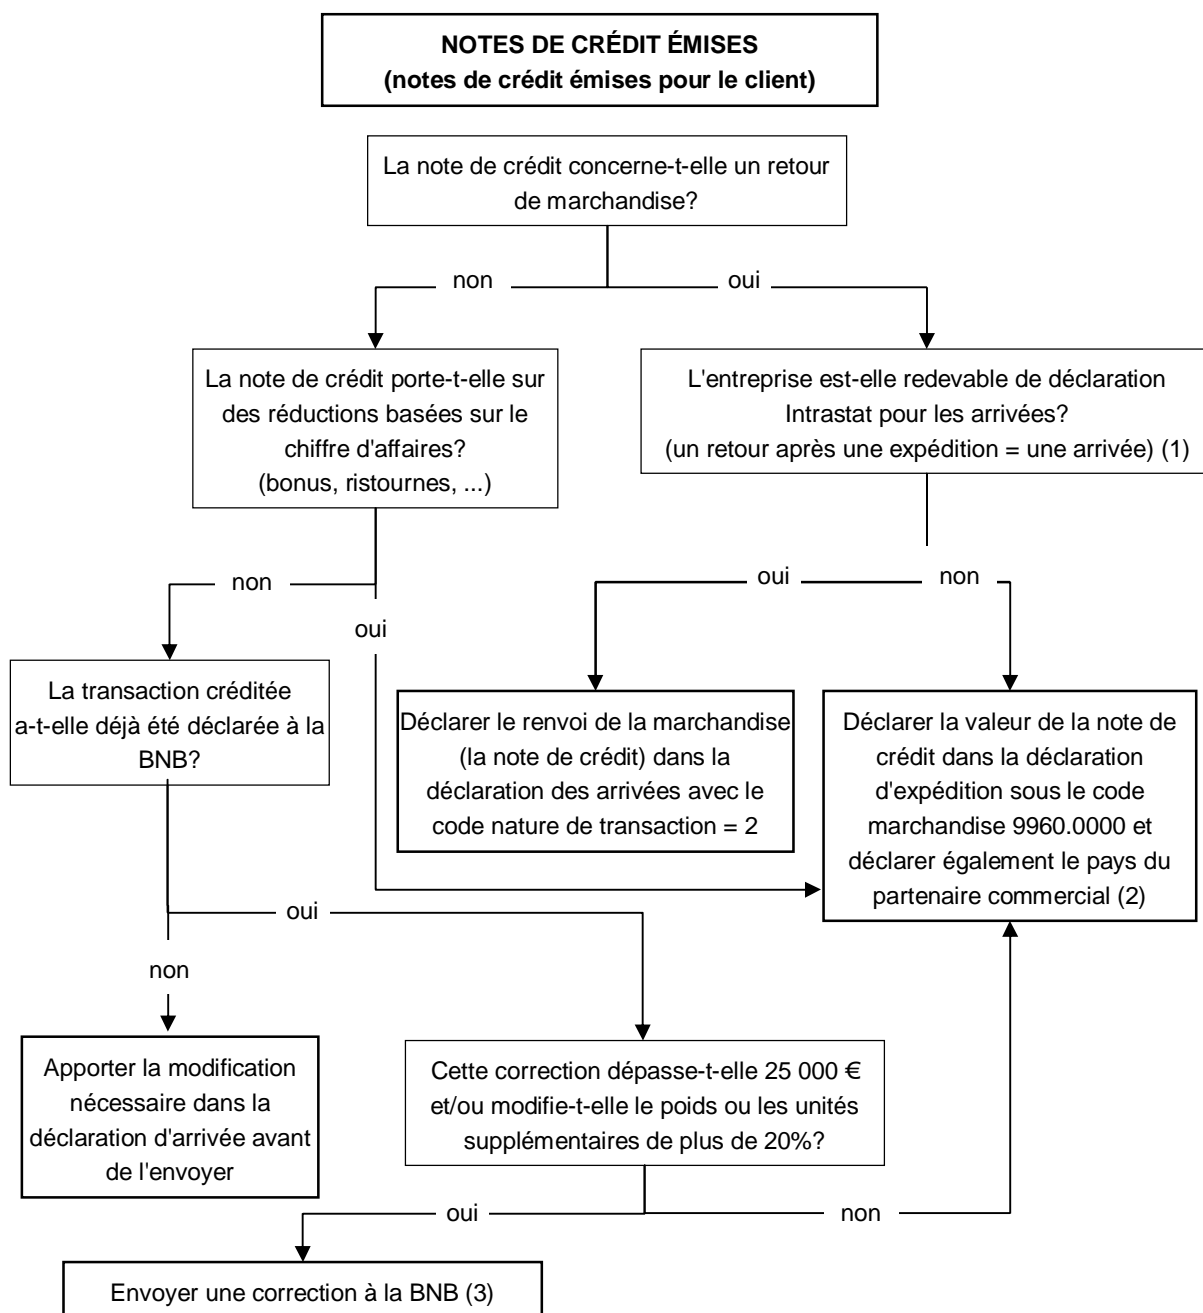 NOTES DE CRÉDIT ÉMISES
(notes de crédit émises pour le client)
La note de crédit concerne-t-elle un retour
de marchandise?
non
oui
La note de crédit porte-t-elle sur
des réductions basées sur le
chiffre d'affaires?
(bonus, ristournes, ...)
L'entreprise est-elle redevable de déclaration
Intrastat pour les arrivées?
(un retour après une expédition = une arrivée) (1)
non
oui
oui
non
La transaction créditée
a-t-elle déjà été déclarée à la
BNB?
Déclarer le renvoi de la marchandise
(la note de crédit) dans la
déclaration des arrivées avec le
code nature de transaction = 2
Déclarer la valeur de la note de
crédit dans la déclaration
d'expédition sous le code
marchandise 9960.0000 et
déclarer également le pays du
partenaire commercial (2)
oui
non
Apporter la modification
nécessaire dans la
déclaration d'arrivée avant
de l'envoyer
Cette correction dépasse-t-elle 25 000 €
et/ou modifie-t-elle le poids ou les unités
supplémentaires de plus de 20%?
oui
non
Envoyer une correction à la BNB (3)